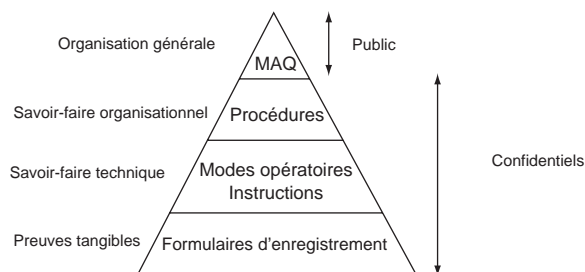 Organisation générale
Public
MAQ
Savoir-faire organisationnel
Procédures
Savoir-faire technique
Modes opératoires
Instructions
Confidentiels
Preuves tangibles
Formulaires d'enregistrement